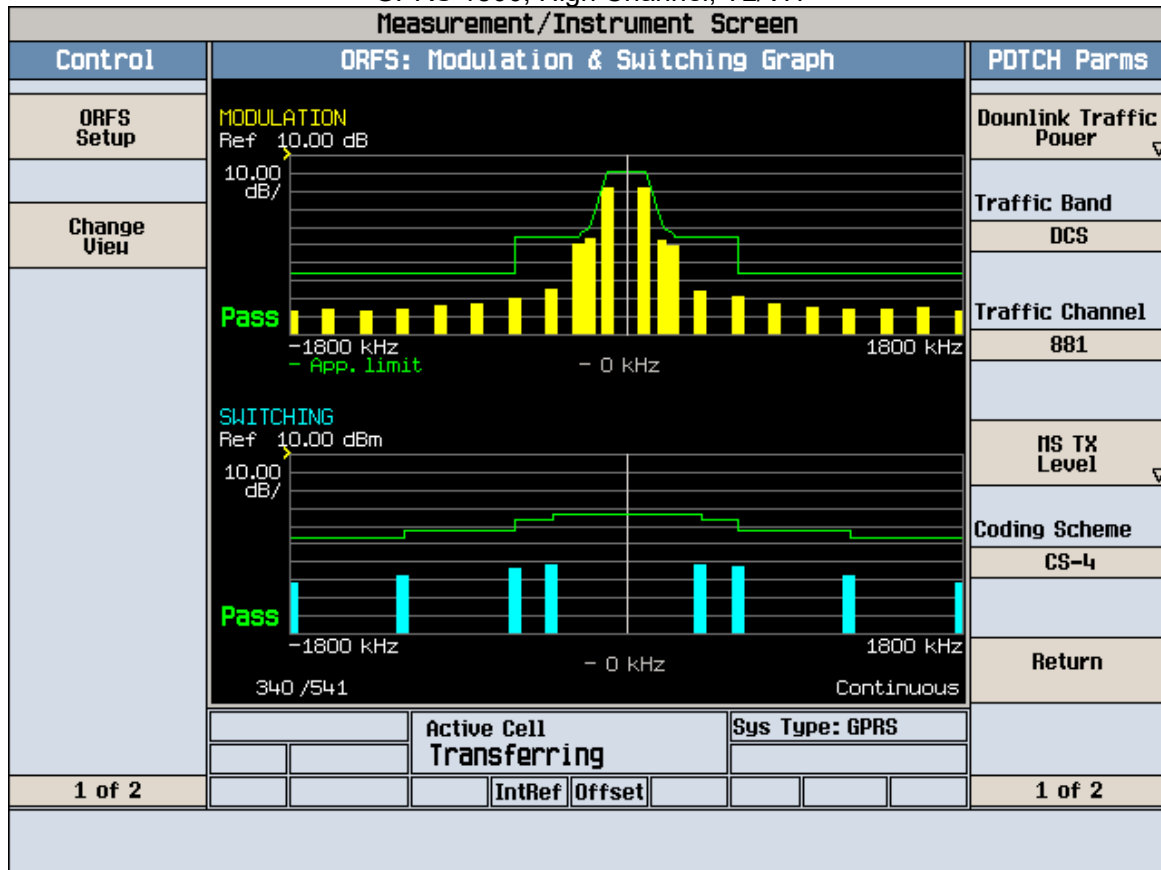 Measurement/Instrument Screen
Control
ORFS: Modulation & Switching Graph
PDTCH Parms
ORFS
Setup
Change
View
MODULATION
Ref 10.00 dB
10.00
dB/
Pass
-1800 kHz
1800 kHz
- App. limit
- 0 kHz
SWITCHING
Ref 10.00 dBm
10.00
dB/
Pass
-1800 kHz
1800 kHz
- 0 kHz
340 /541
Continuous
Downlink Traffic
Power
Traffic Band
DCS
Traffic Channel
881
MS TX
Level
Coding Scheme
CS-4
Return
Active Cell
Transferring
Sys Type: GPRS
1 of 2
IntRef
Offset
1 of 2